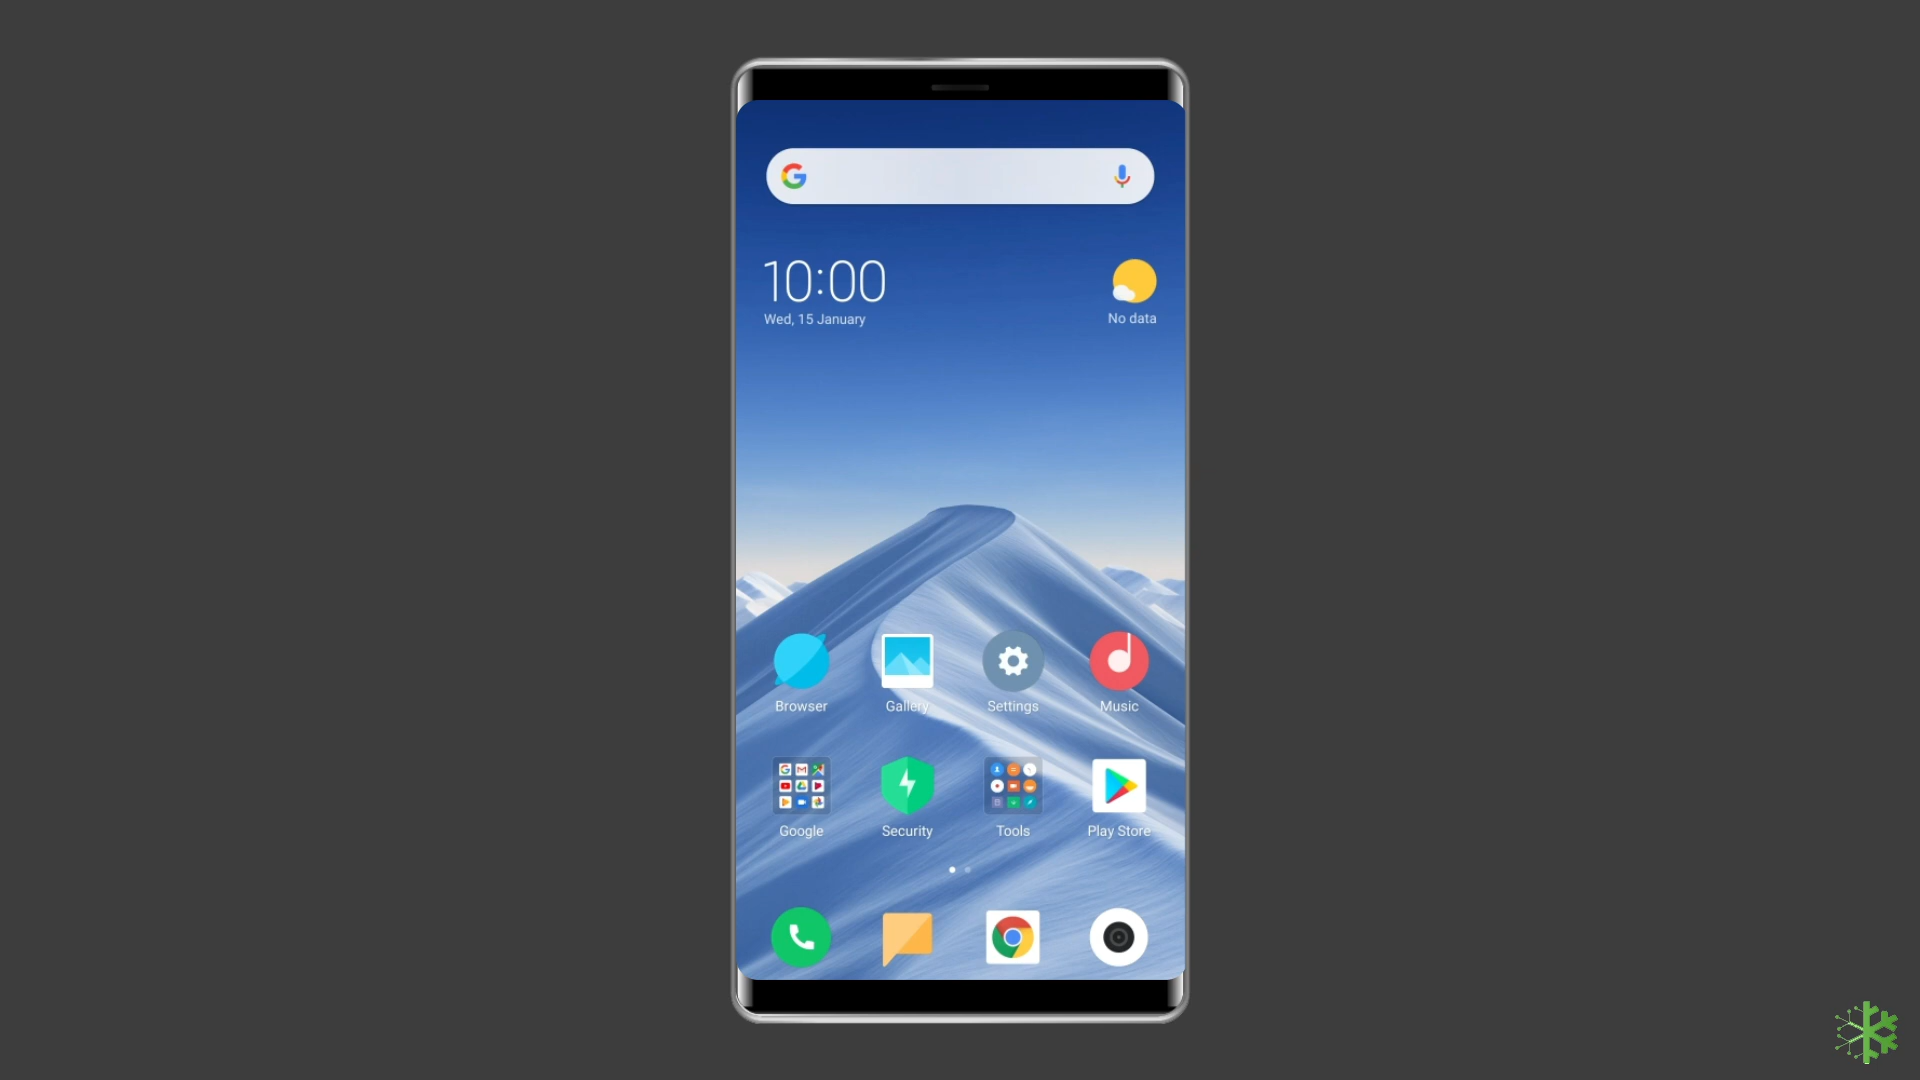 10:00
Wed, 15 January
No data
Browser
Gallery
Settings
Music
Google
Security
Tools
Play Store